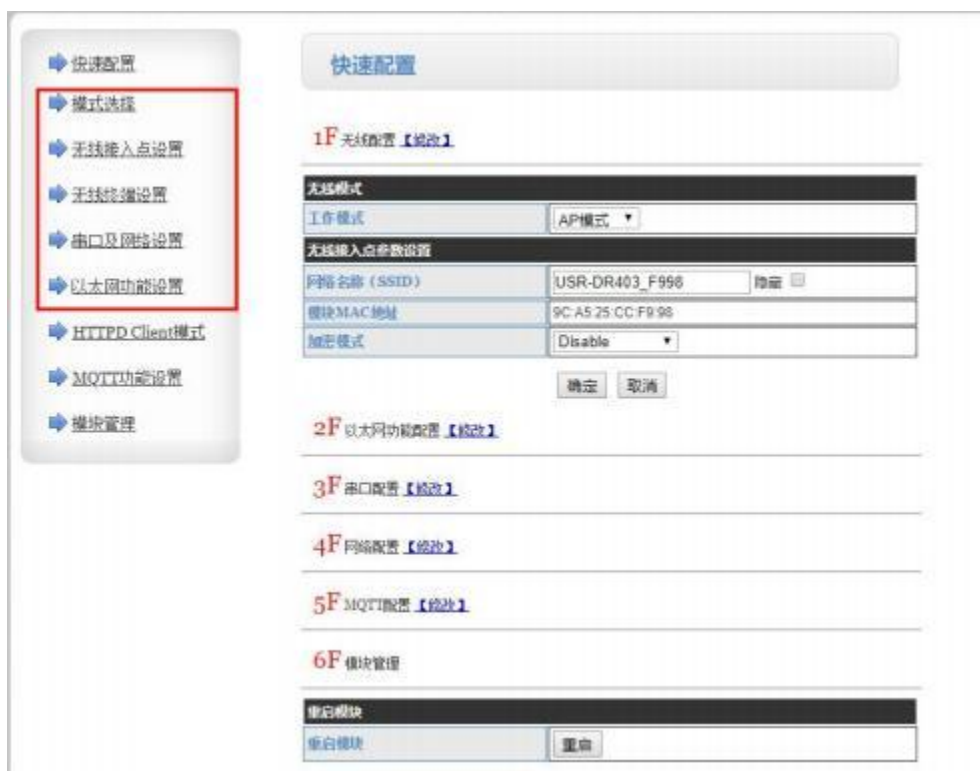 快速配置
模式选择
无线接入点设置
无线终端设置
串口及网络设置
以太网功能设置
HTTPD Client模式
MQTT功能设置
模块管理
快速配置
1F 无线配置【修改】
无线模式
工作模式 AP模式
无线接入点参数设置
网络名称（SSID） USR-DR403_F998 隐藏
模块MAC地址 9C:A5:25:CC:F9:98
加密模式 Disable
确定 取消
2F 以太网功能配置【修改】
3F 串口配置【修改】
4F 网络配置【修改】
5F MQTT配置【修改】
6F 模块管理
重启模块
重启模块 重启